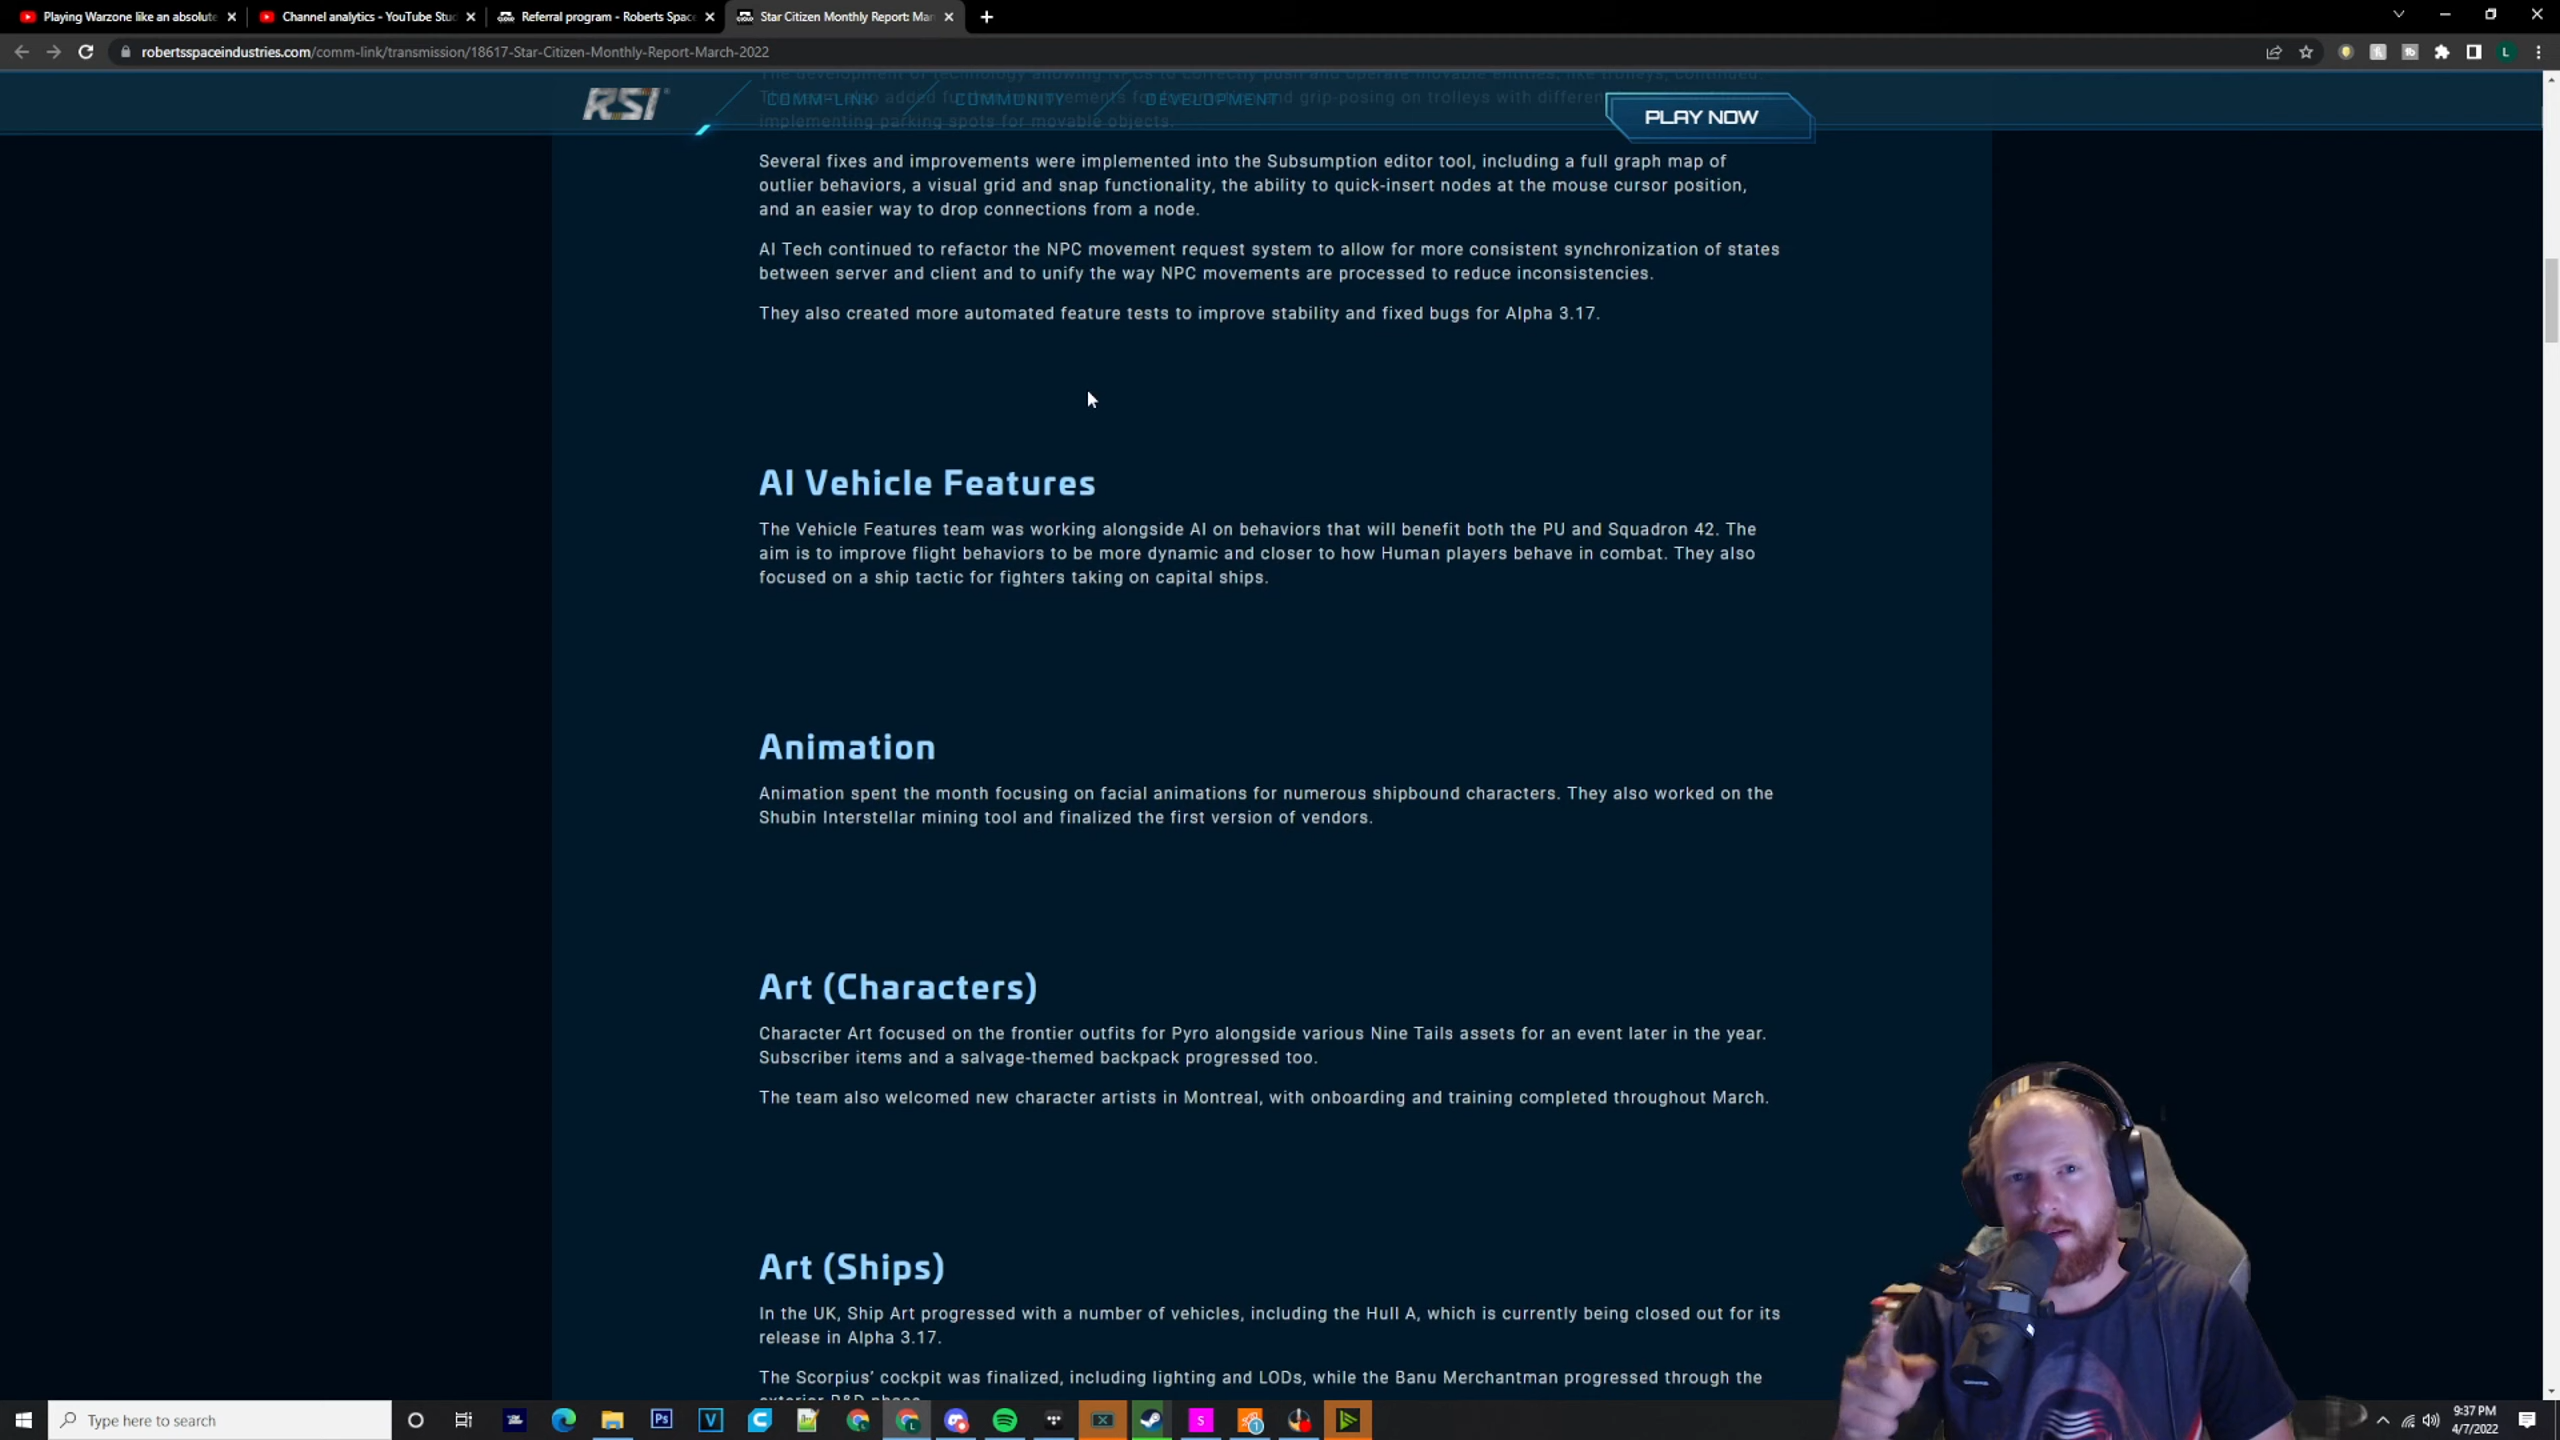 Playing Warzone like an absolute
Channel analytics - YouTube Stu
Referral program - Roberts Space
Star Citizen Monthly Report: Mar
robertsspaceindustries.com/comm-link/transmission/18617-Star-Citizen-Monthly-Report-March-2022
L
The development of technology allowing NPCs to correctly push and operate movable entities, like trolleys, continued.
The team also added further improvements for and grip-posing on trolleys with
implementing parking spots for movable objects.
RSI
COMM-LINK
COMMUNITY
DEVELOPMENT
PLAY NOW
Several fixes and improvements were implemented into the Subsumption editor tool, including a full graph map of
outlier behaviors, a visual grid and snap functionality, the ability to quick-insert nodes at the mouse cursor position,
and an easier way to drop connections from a node.
AI Tech continued to refactor the NPC movement request system to allow for more consistent synchronization of states
between server and client and to unify the way NPC movements are processed to reduce inconsistencies.
They also created more automated feature tests to improve stability and fixed bugs for Alpha 3.17.
AI Vehicle Features
The Vehicle Features team was working alongside AI on behaviors that will benefit both the PU and Squadron 42. The
aim is to improve flight behaviors to be more dynamic and closer to how Human players behave in combat. They also
focused on a ship tactic for fighters taking on capital ships.
Animation
Animation spent the month focusing on facial animations for numerous shipbound characters. They also worked on the
Shubin Interstellar mining tool and finalized the first version of vendors.
Art (Characters)
Character Art focused on the frontier outfits for Pyro alongside various Nine Tails assets for an event later in the year.
Subscriber items and a salvage-themed backpack progressed too.
The team also welcomed new character artists in Montreal, with onboarding and training completed throughout March.
Art (Ships)
In the UK, Ship Art progressed with a number of vehicles, including the Hull A, which is currently being closed out for its
release in Alpha 3.17.
The Scorpius’ cockpit was finalized, including lighting and LODs, while the Banu Merchantman progressed through the
exterior R&D phase.
Type here to search
Ps
V
S
1
9:37 PM
4/7/2022